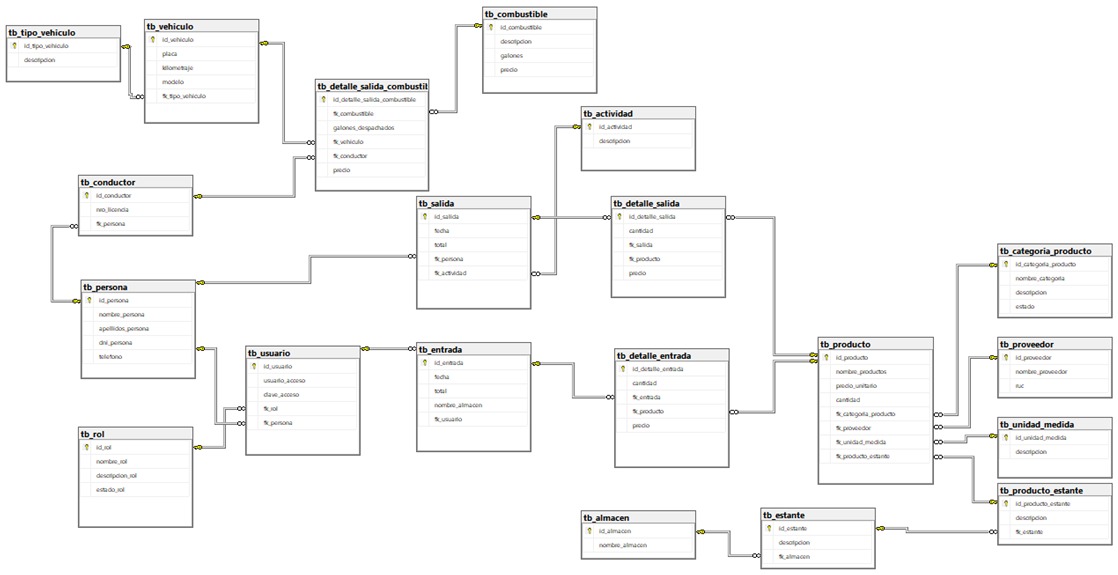 tb_tipo_vehiculo
id_tipo_vehiculo
descripcion
tb_vehiculo
id_vehiculo
placa
kilometraje
modelo
fk_tipo_vehiculo
tb_combustible
id_combustible
descripcion
galones
precio
tb_detalle_salida_combustil
id_detalle_salida_combustible
fk_combustible
galones_despachados
fk_vehiculo
fk_conductor
precio
tb_actividad
id_actividad
descripcion
tb_conductor
id_conductor
nro_licencia
fk_persona
tb_salida
id_salida
fecha
total
fk_persona
fk_actividad
tb_detalle_salida
id_detalle_salida
cantidad
fk_salida
fk_producto
precio
tb_categoria_producto
id_categoria_producto
nombre_categoria
descripcion
estado
tb_persona
id_persona
nombre_persona
apellidos_persona
dni_persona
telefono
tb_usuario
id_usuario
usuario_acceso
clave_acceso
fk_rol
fk_persona
tb_entrada
id_entrada
fecha
total
nombre_almacen
fk_usuario
tb_detalle_entrada
id_detalle_entrada
cantidad
fk_entrada
fk_producto
precio
tb_producto
id_producto
nombre_productos
precio_unitario
cantidad
fk_categoria_producto
fk_proveedor
fk_unidad_medida
fk_producto_estante
tb_proveedor
id_proveedor
nombre_proveedor
ruc
tb_unidad_medida
id_unidad_medida
descripcion
tb_rol
id_rol
nombre_rol
descripcion_rol
estado_rol
tb_producto_estante
id_producto_estante
descripcion
fk_estante
tb_almacen
id_almacen
nombre_almacen
tb_estante
id_estante
descripcion
fk_almacen